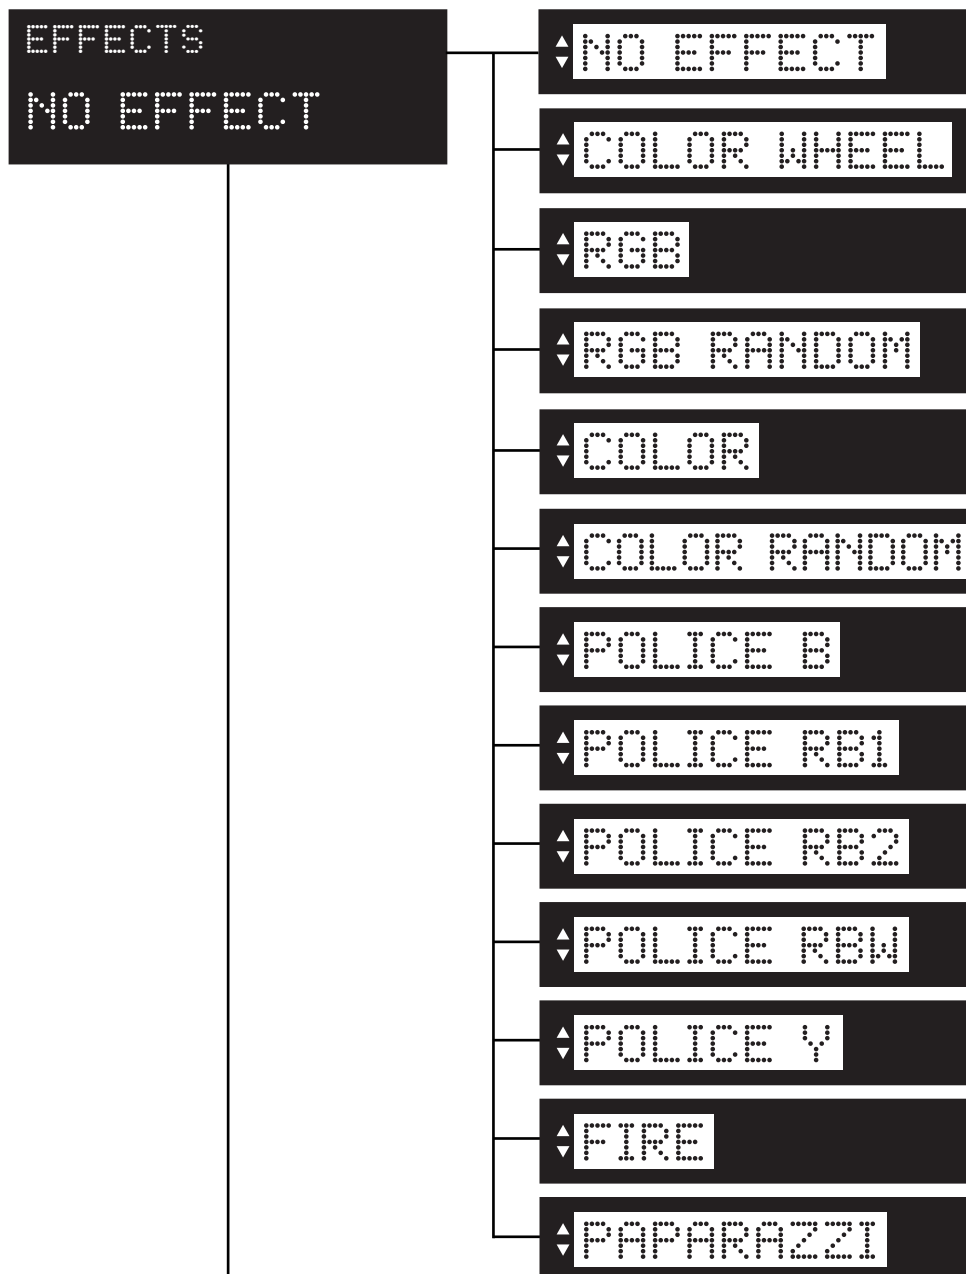 EFFECTS
NO EFFECT
NO EFFECT
COLOR WHEEL
RGB
RGB RANDOM
COLOR
COLOR RANDOM
POLICE B
POLICE RB1
POLICE RB2
POLICE RBW
POLICE Y
FIRE
PAPARAZZI